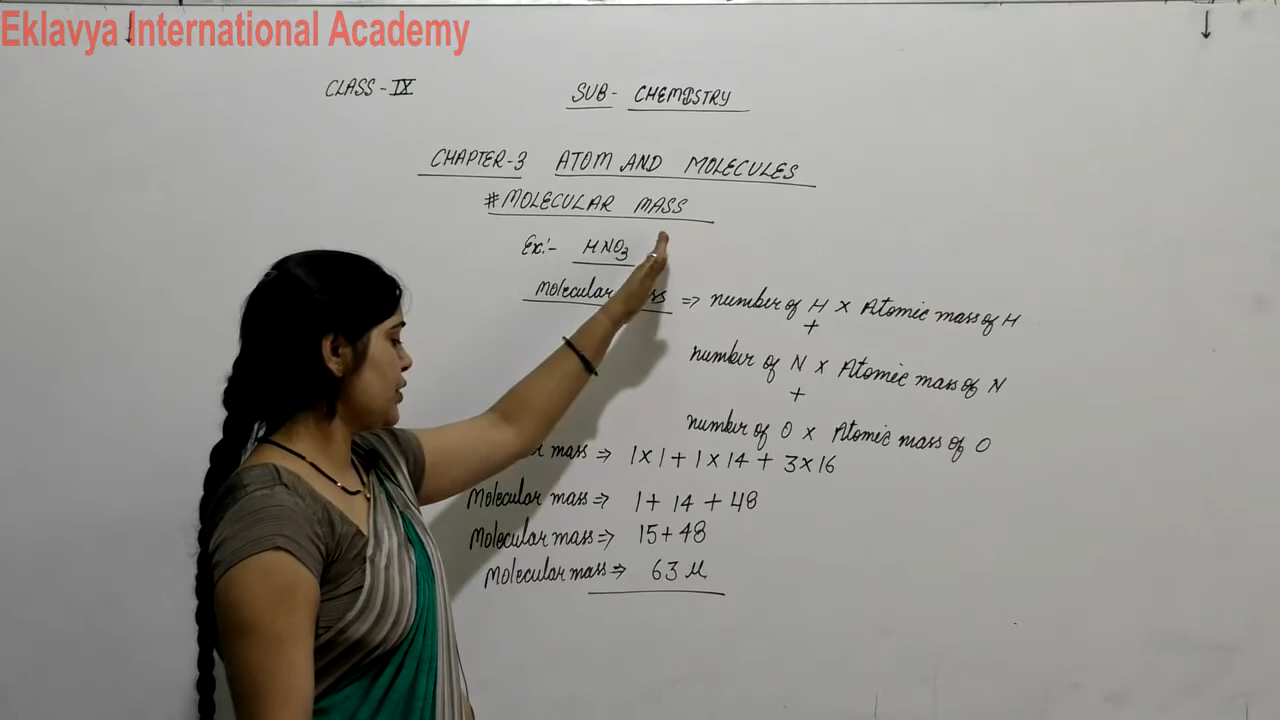 Eklavya International Academy
CLASS - IX
SUB - CHEMISTRY
CHAPTER-3 ATOM AND MOLECULES
# MOLECULAR MASS
Ex:- HNO3
Molecular => number of H × Atomic mass of H
+
number of N × Atomic mass of N
+
number of O × Atomic mass of O
mass => 1×1 + 1×14 + 3×16
Molecular mass => 1 + 14 + 48
Molecular mass => 15 + 48
Molecular mass => 63 u